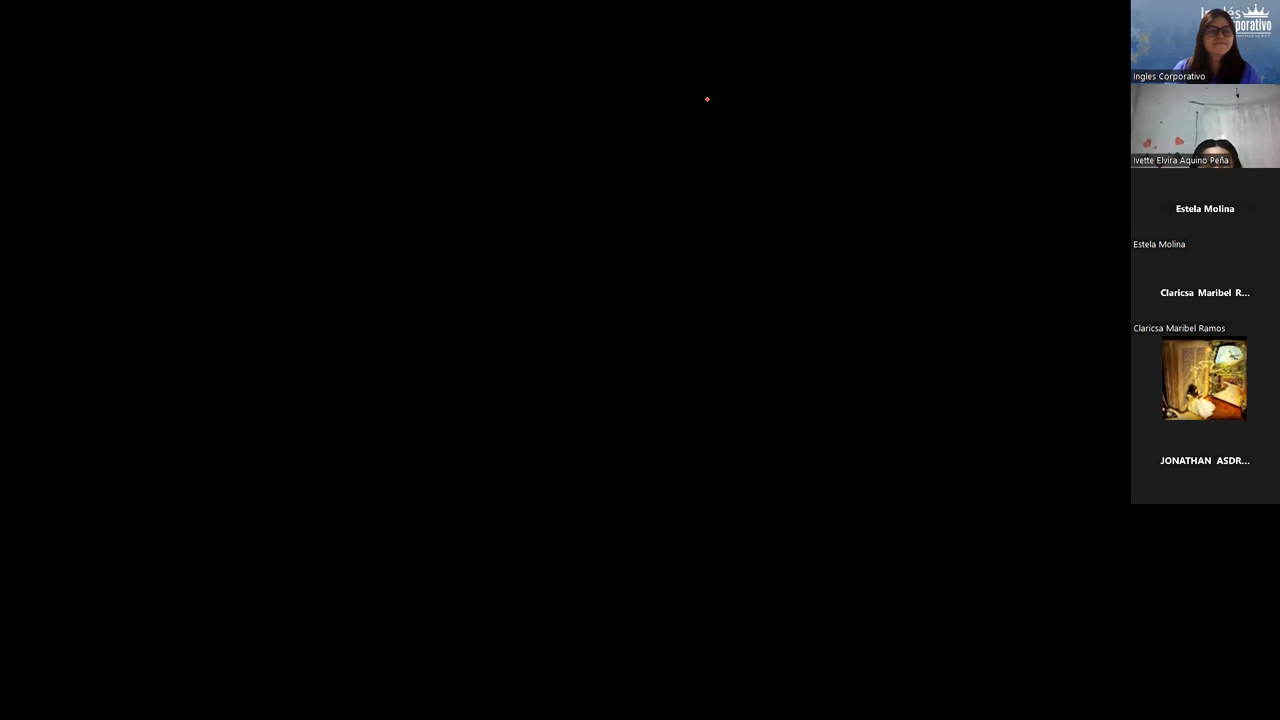 Inglés
porativo
Ingles Corporativo
Ivette Elvira Aquino Peña
Estela Molina
Estela Molina
Claricsa Maribel R...
Claricsa Maribel Ramos
JONATHAN ASDR...